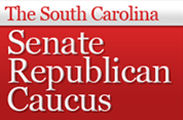 The South Carolina
Senate
Republican
Caucus